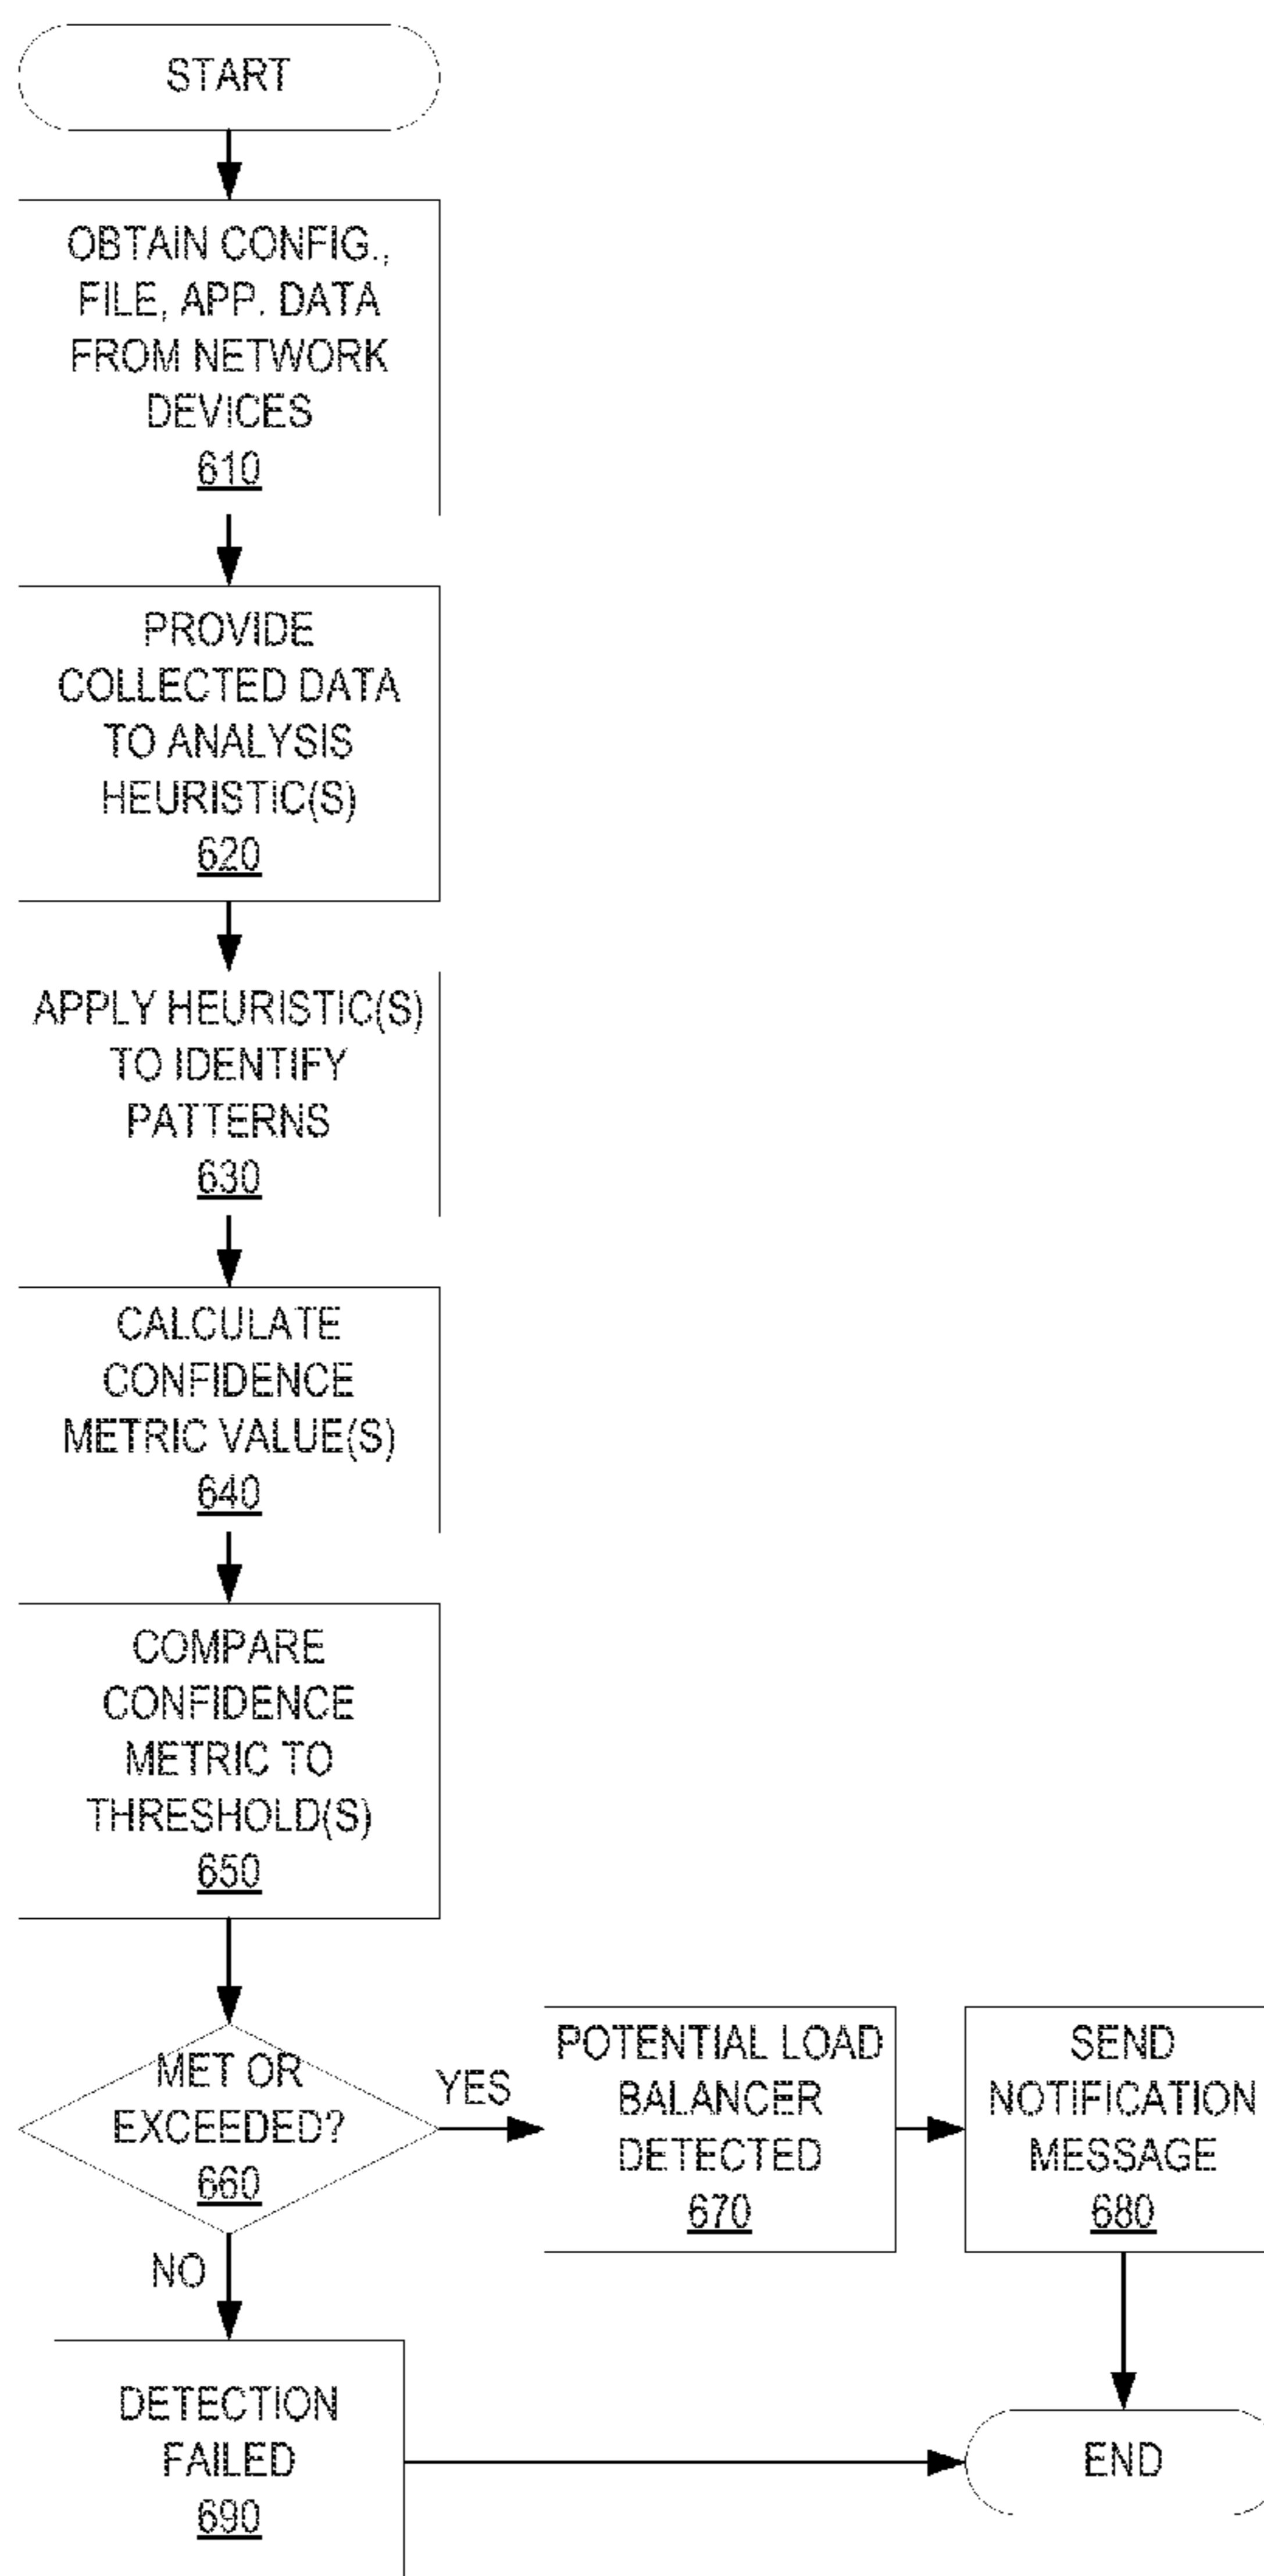 START
OBTAIN CONFIG.,
FILE, APP. DATA
FROM NETWORK
DEVICES
610
PROVIDE
COLLECTED DATA
TO ANALYSIS
HEURISTIC(S)
620
APPLY HEURISTIC(S)
TO IDENTIFY
PATTERNS
630
CALCULATE
CONFIDENCE
METRIC VALUE(S)
640
COMPARE
CONFIDENCE
METRIC TO
THRESHOLD(S)
650
MET OR
EXCEEDED?
660
YES
POTENTIAL LOAD
BALANCER
DETECTED
670
SEND
NOTIFICATION
MESSAGE
680
NO
DETECTION
FAILED
690
END